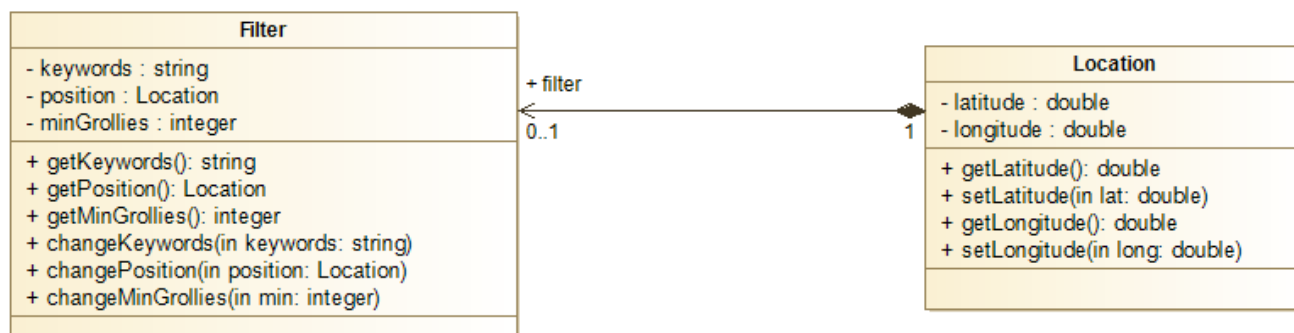 Filter
- keywords : string
- position : Location
- minGrollies : integer
+ getKeywords(): string
+ getPosition(): Location
+ getMinGrollies(): integer
+ changeKeywords(in keywords: string)
+ changePosition(in position: Location)
+ changeMinGrollies(in min: integer)
+ filter
0..1
1
Location
- latitude : double
- longitude : double
+ getLatitude(): double
+ setLatitude(in lat: double)
+ getLongitude(): double
+ setLongitude(in long: double)